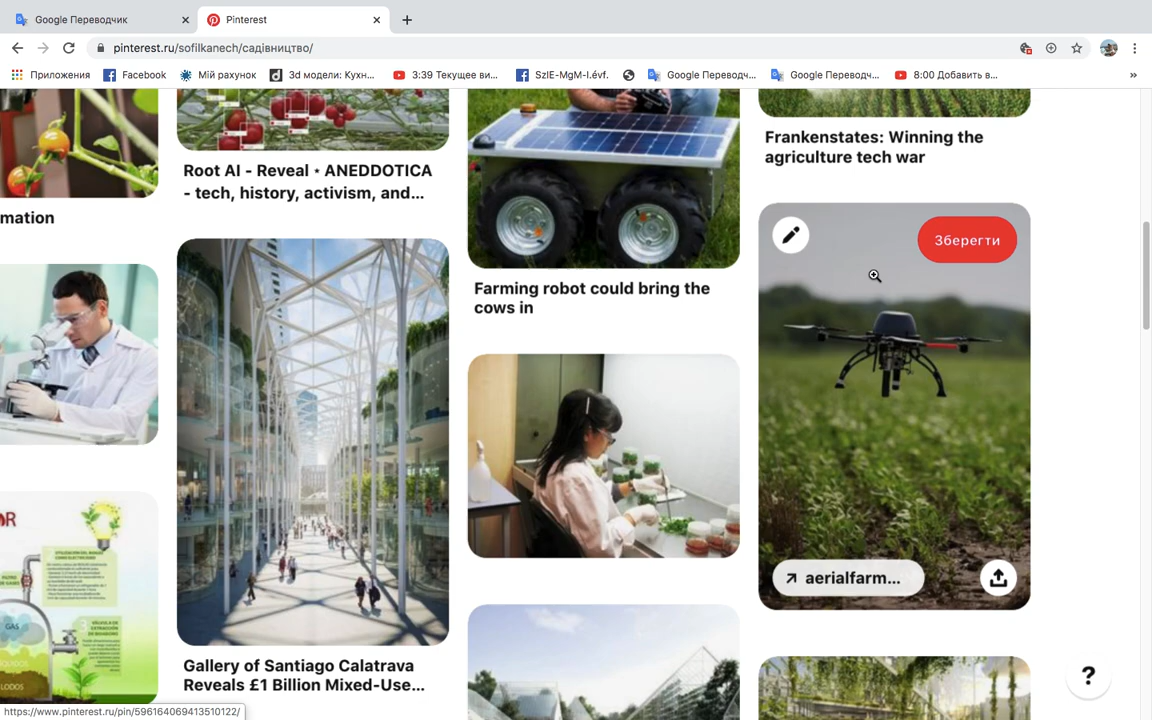 Google Переводчик
Pinterest
pinterest.ru/sofilkanech/садівництво/
Приложения
Facebook
Мій рахунок
3d модели: Кухн...
3:39 Текущее ви...
SzIE-MgM-I.évf.
Google Переводч...
Google Переводч...
8:00 Добавить в...
»
mation
Root AI - Reveal ⋆ ANEDDOTICA
- tech, history, activism, and...
Farming robot could bring the
cows in
Frankenstates: Winning the
agriculture tech war
Зберегти
aerialfarm...
Gallery of Santiago Calatrava
Reveals £1 Billion Mixed-Use...
R
GAS
LODOS
?
https://www.pinterest.ru/pin/596164069413510122/